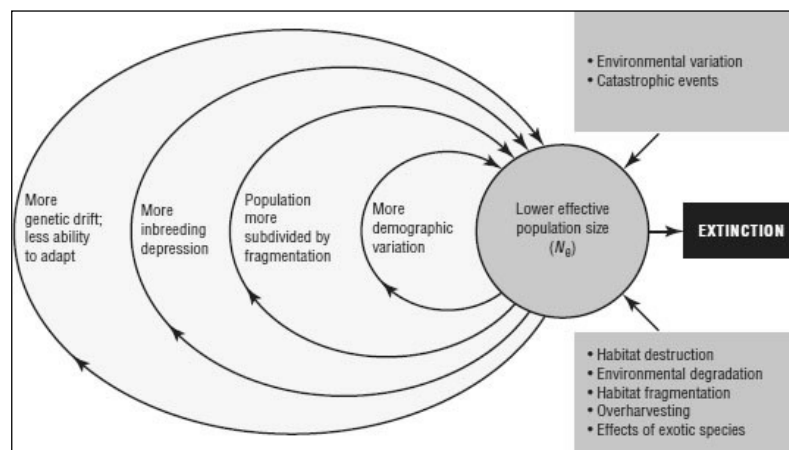 • Environmental variation
• Catastrophic events
More
genetic drift;
less ability
to adapt
More
inbreeding
depression
Population
more
subdivided by
fragmentation
More
demographic
variation
Lower effective
population size
(Ne)
EXTINCTION
• Habitat destruction
• Environmental degradation
• Habitat fragmentation
• Overharvesting
• Effects of exotic species